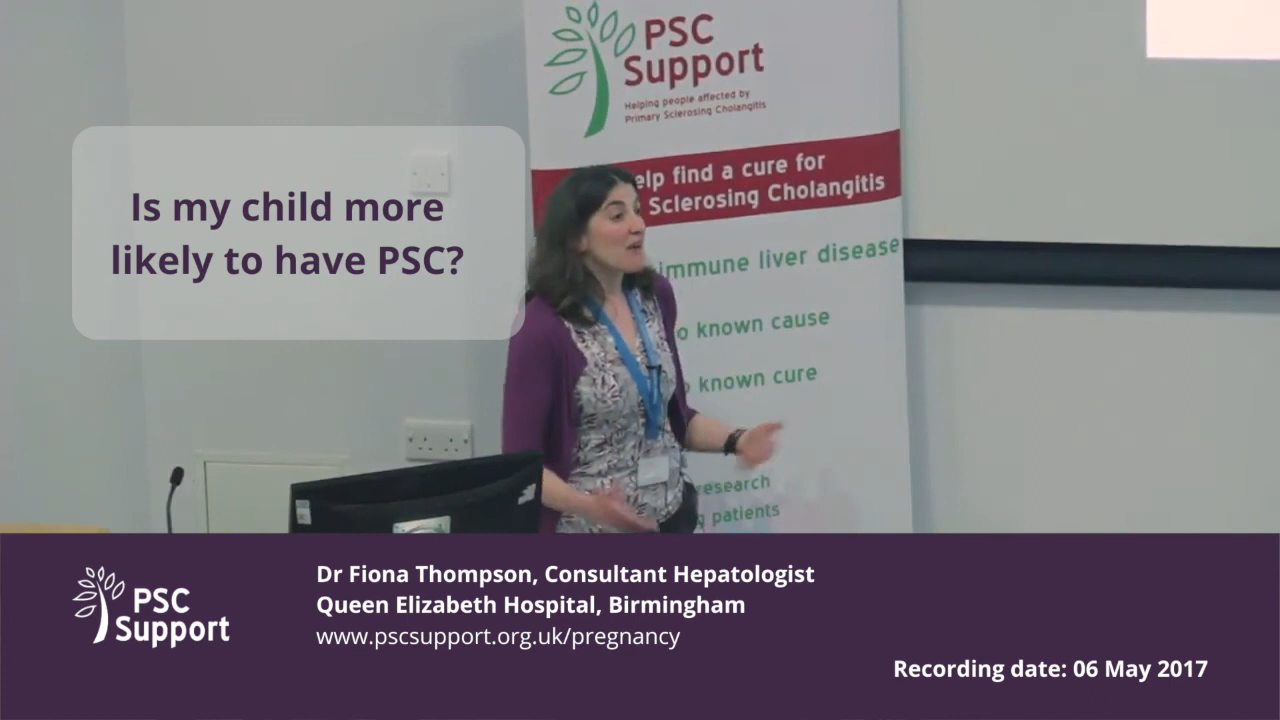 PSC
Support
Helping people affected by
Primary Sclerosing Cholangitis
elp find a cure for
Sclerosing Cholangitis
immune liver disease
o known cause
known cure
research
patients
Is my child more
likely to have PSC?
PSC
Support
Dr Fiona Thompson, Consultant Hepatologist
Queen Elizabeth Hospital, Birmingham
www.pscsupport.org.uk/pregnancy
Recording date: 06 May 2017